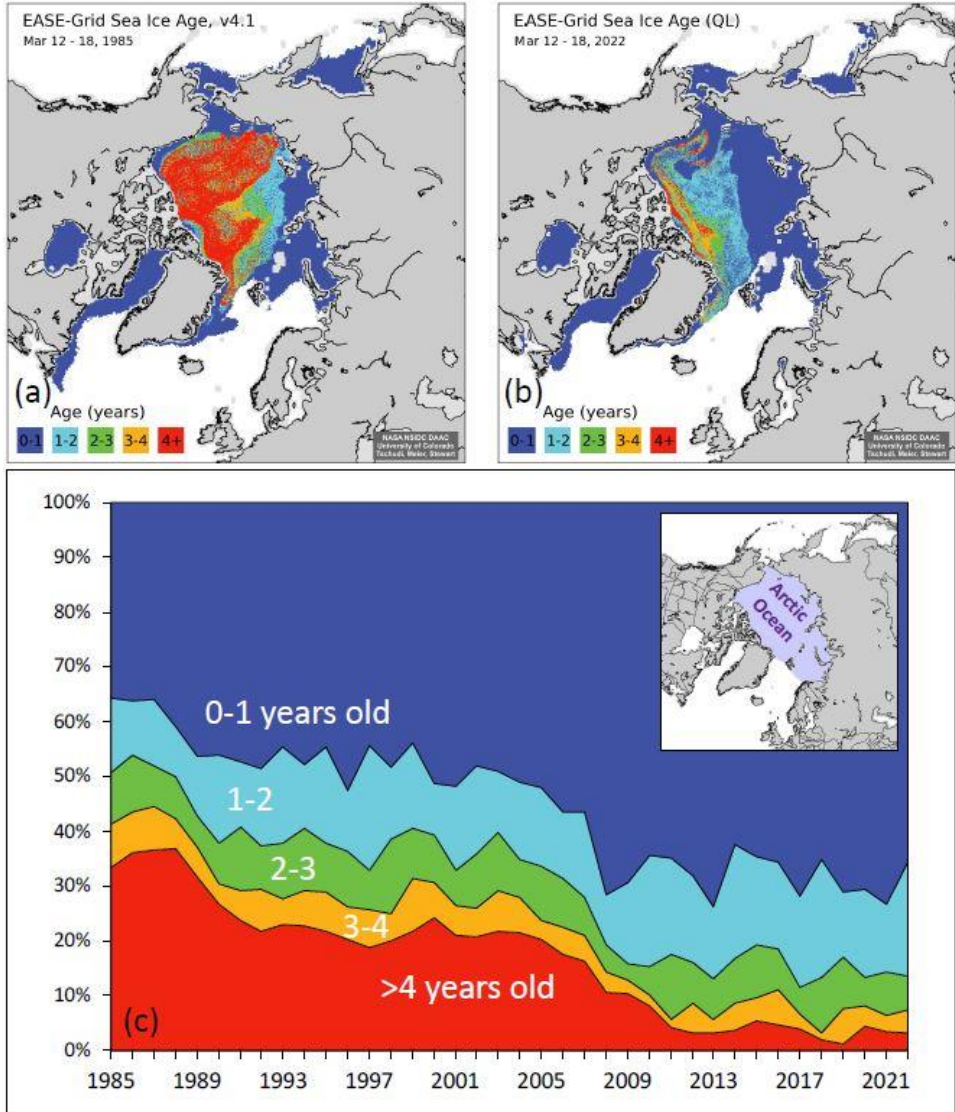 EASE-Grid Sea Ice Age, v4.1
Mar 12 - 18, 1985
(a)
Age (years)
0-1 1-2 2-3 3-4 4+
NASA NSIDC DAAC
University of Colorado
Tschudi, Meier, Stewart
EASE-Grid Sea Ice Age (QL)
Mar 12 - 18, 2022
(b)
Age (years)
0-1 1-2 2-3 3-4 4+
NASA NSIDC DAAC
University of Colorado
Tschudi, Meier, Stewart
100%
90%
80%
70%
60%
50%
40%
30%
20%
10%
0%
Arctic
Ocean
0-1 years old
1-2
2-3
3-4
>4 years old
(c)
1985 1989 1993 1997 2001 2005 2009 2013 2017 2021